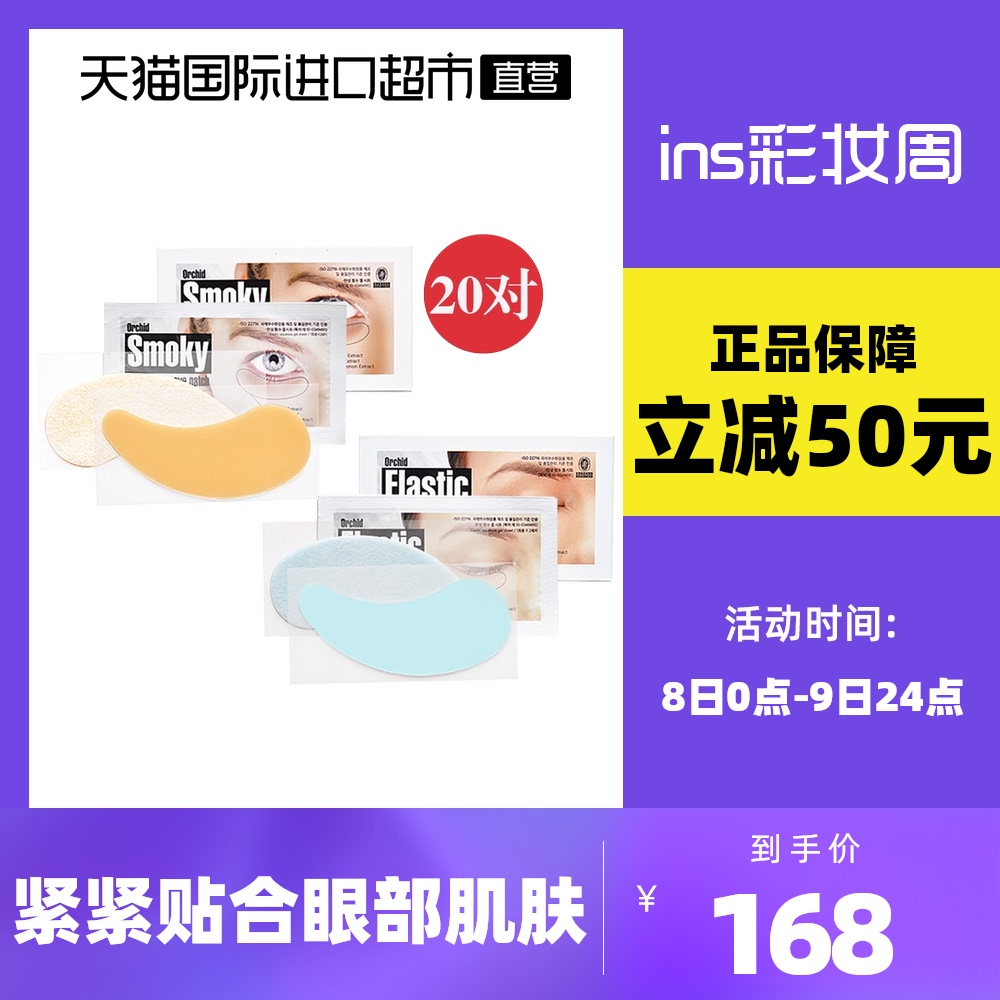 天猫国际进口超市 直营
ins彩妆周
正品保障
立减50元
活动时间:
8日0点-9日24点
20对
Orchid
Smoky
Orchid
Smoky
eye patch
Orchid
Elastic
Orchid
Elastic
紧紧贴合眼部肌肤
到手价
¥ 168